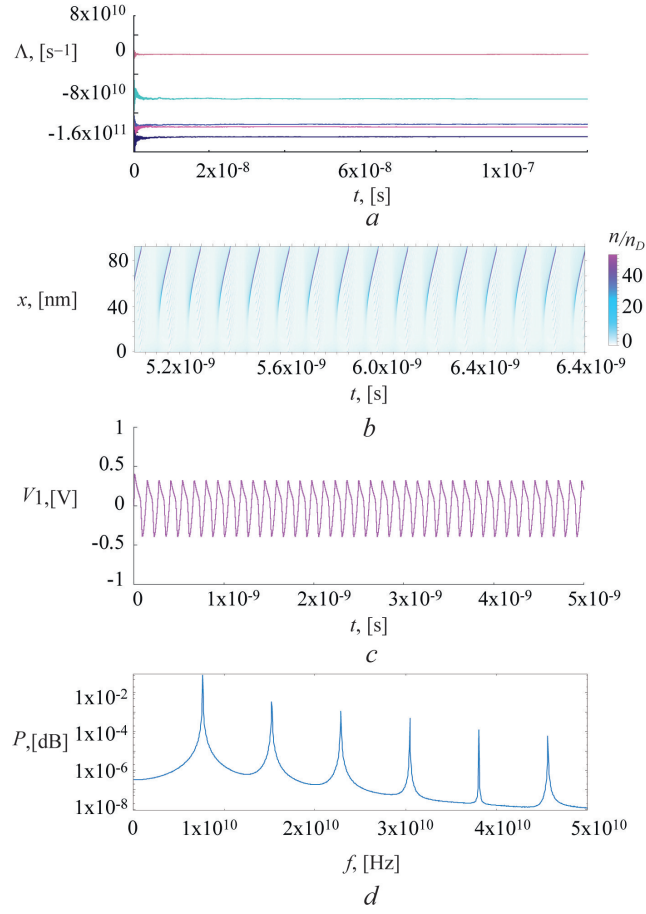 8x10¹⁰
Λ, [s⁻¹]
0
-8x10¹⁰
-1.6x10¹¹
0
2x10⁻⁸
6x10⁻⁸
1x10⁻⁷
t, [s]
a
n/n_D
80
40
x, [nm]
40
20
0
0
5.2x10⁻⁹
5.6x10⁻⁹
6.0x10⁻⁹
6.4x10⁻⁹
6.4x10⁻⁹
t, [s]
b
1
0.5
V1,[V]
0
-0.5
-1
0
1x10⁻⁹
2x10⁻⁹
3x10⁻⁹
4x10⁻⁹
5x10⁻⁹
t, [s]
c
1x10⁻²
P,[dB]
1x10⁻⁴
1x10⁻⁶
1x10⁻⁸
0
1x10¹⁰
2x10¹⁰
3x10¹⁰
4x10¹⁰
5x10¹⁰
f, [Hz]
d